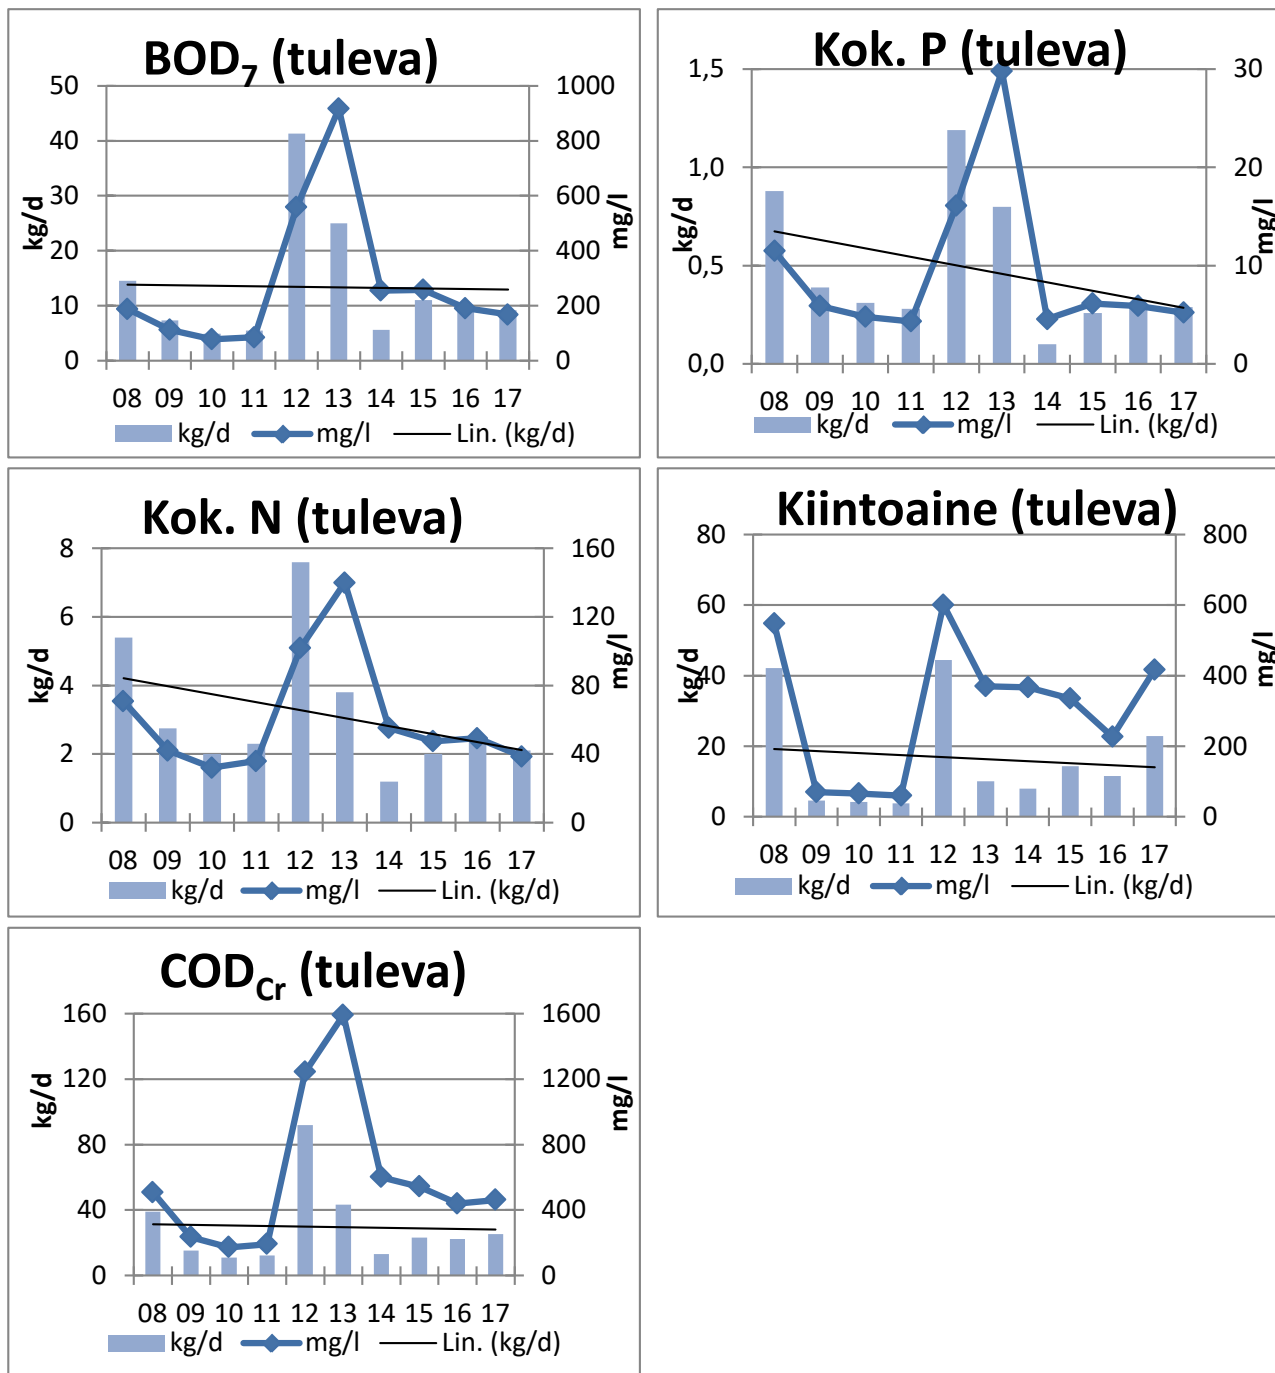 BOD7 (tuleva)
50 1000
40 800
30 600
20 400
10 200
0 0
kg/d
mg/l
08 09 10 11 12 13 14 15 16 17
kg/d mg/l Lin. (kg/d)
Kok. P (tuleva)
1,5 30
1,0 20
0,5 10
0,0 0
kg/d
mg/l
08 09 10 11 12 13 14 15 16 17
kg/d mg/l Lin. (kg/d)
Kok. N (tuleva)
8 160
6 120
4 80
2 40
0 0
kg/d
mg/l
08 09 10 11 12 13 14 15 16 17
kg/d mg/l Lin. (kg/d)
Kiintoaine (tuleva)
80 800
60 600
40 400
20 200
0 0
kg/d
mg/l
08 09 10 11 12 13 14 15 16 17
kg/d mg/l Lin. (kg/d)
CODCr (tuleva)
160 1600
120 1200
80 800
40 400
0 0
kg/d
mg/l
08 09 10 11 12 13 14 15 16 17
kg/d mg/l Lin. (kg/d)